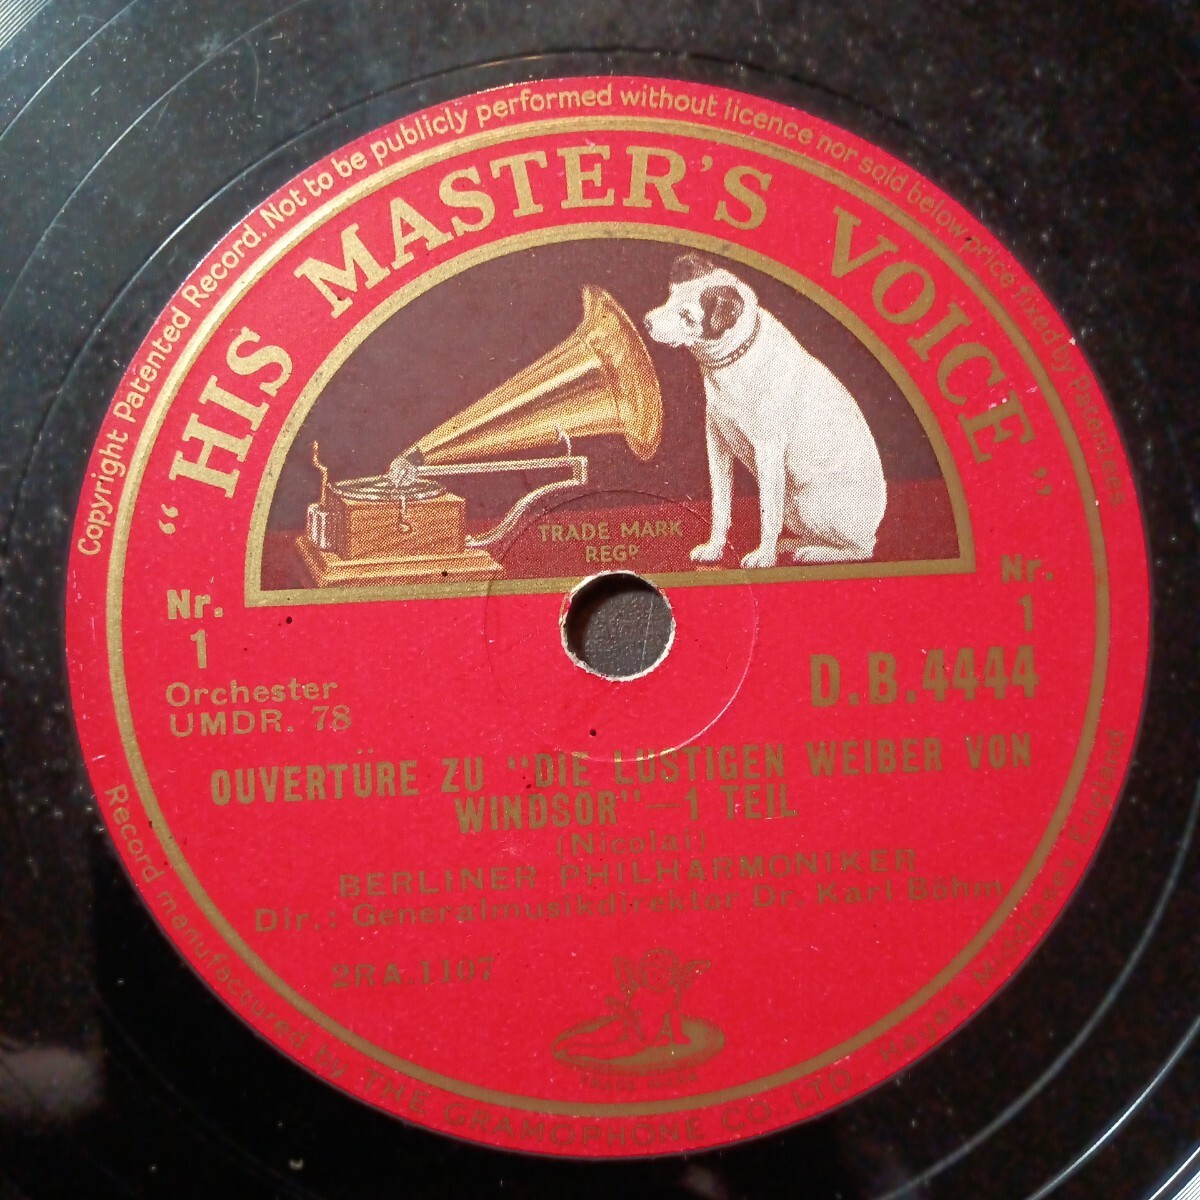 Copyright Patented Record. Not to be publicly performed without licence nor sold below price fixed by Patentees
"HIS MASTER'S VOICE"
TRADE MARK
REGD
Nr.
1
Nr.
1
Orchester
UMDR. 78
D.B.4444
OUVERTÜRE ZU "DIE LUSTIGEN WEIBER VON
WINDSOR"—1 TEIL
(Nicolai)
BERLINER PHILHARMONIKER
Dir.: Generalmusikdirektor Dr. Karl Böhm
2RA.1107
TRADE MARK
Record manufactured by THE GRAMOPHONE CO., LTD. Hayes Middlesex England